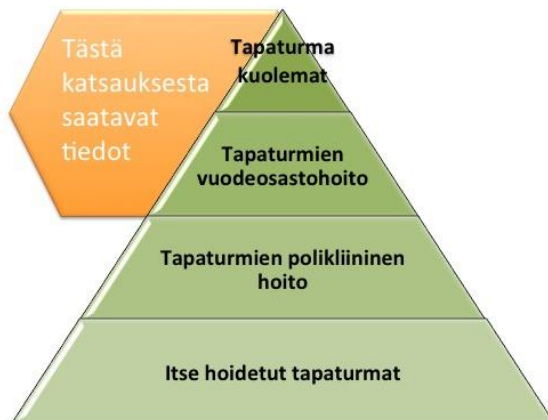 Tästä
katsauksesta
saatavat
tiedot
Tapaturma
kuolemat
Tapaturmien
vuodeosastohoito
Tapaturmien polikliininen
hoito
Itse hoidetut tapaturmat